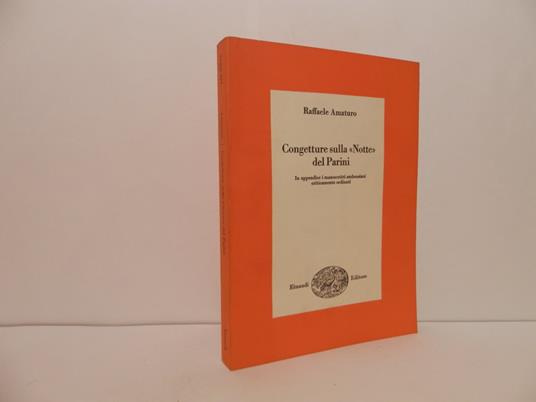 Raffaele Amaturo
Congetture sulla «Notte»
del Parini
In appendice i manoscritti ambrosiani
criticamente ordinati
Einaudi Editore